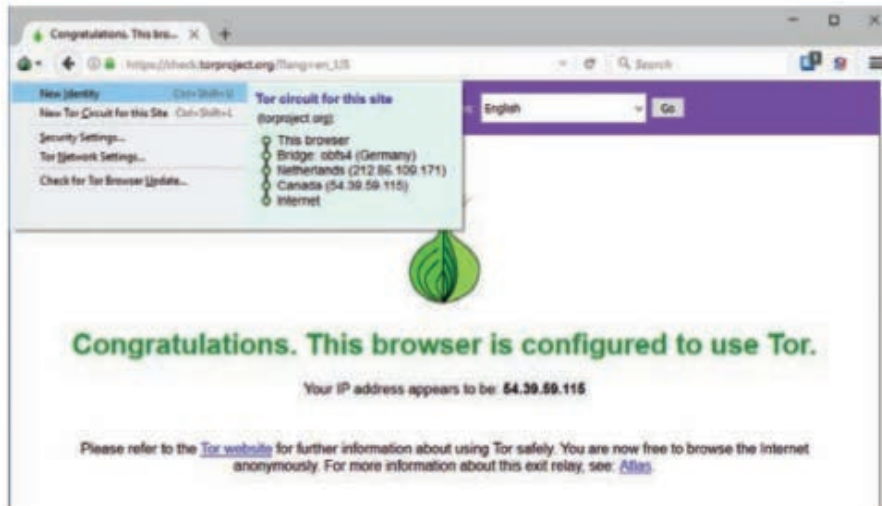 Congratulations. This bro...
https://check.torproject.org/?lang=en_US
Search
New Identity Ctrl+Shift+U
New Tor Circuit for this Site Ctrl+Shift+L
Security Settings...
Tor Network Settings...
Check for Tor Browser Update...
Tor circuit for this site
(torproject.org)
This browser
Bridge: obfs4 (Germany)
Netherlands (212.86.109.171)
Canada (54.39.59.115)
Internet
English
Go
Congratulations. This browser is configured to use Tor.
Your IP address appears to be: 54.39.59.115
Please refer to the Tor website for further information about using Tor safely. You are now free to browse the Internet
anonymously. For more information about this exit relay, see: Atlas.